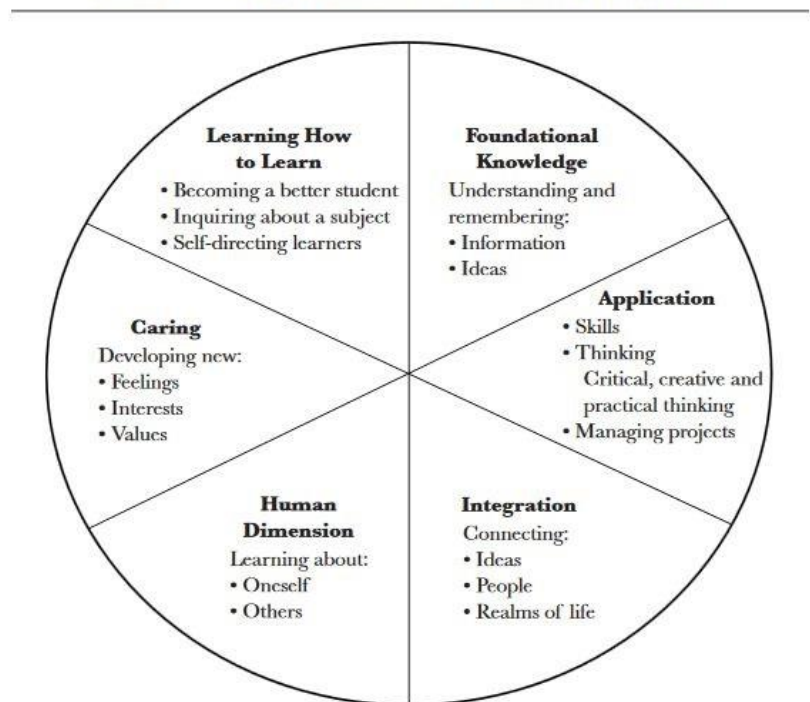 Learning How
to Learn
• Becoming a better student
• Inquiring about a subject
• Self-directing learners
Foundational
Knowledge
Understanding and
remembering:
• Information
• Ideas
Application
• Skills
• Thinking
Critical, creative and
practical thinking
• Managing projects
Integration
Connecting:
• Ideas
• People
• Realms of life
Human
Dimension
Learning about:
• Oneself
• Others
Caring
Developing new:
• Feelings
• Interests
• Values